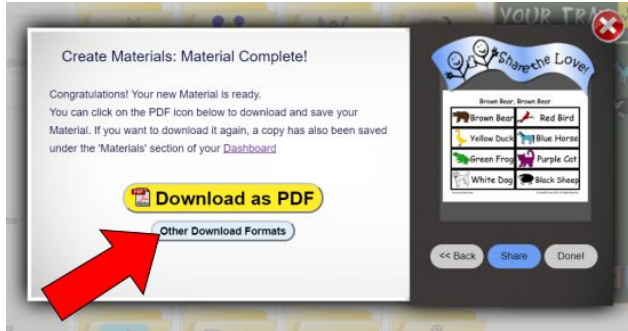 YOUR TRA
Create Materials: Material Complete!
Congratulations! Your new Material is ready.
You can click on the PDF icon below to download and save your
Material. If you want to download it again, a copy has also been saved
under the 'Materials' section of your Dashboard
PDF
Download as PDF
Other Download Formats
Share the Love!
Brown Bear, Brown Bear
Brown Bear
Red Bird
Yellow Duck
Blue Horse
Green Frog
Purple Cat
White Dog
Black Sheep
<< Back
Share
Done!